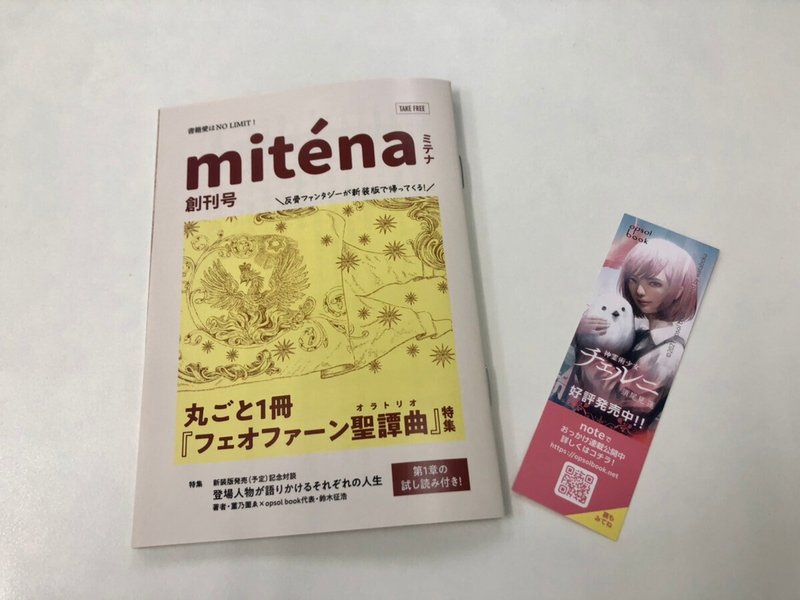 TAKE FREE
書籍愛はNO LIMIT!
miténa
ミテナ
創刊号
＼反骨ファンタジーが新装版で帰ってくる!／
丸ごと1冊
『フェオファーン聖譚曲』特集
オラトリオ
特集
新装版発売(予定)記念対談
登場人物が語りかけるそれぞれの人生
著者・菫乃薗ゑ×opsol book代表・鈴木征浩
第1章の
試し読み付き!
opsol
book
神霊術少女
チェルニ
好評発売中!!
noteで
おっかけ連載公開中
詳しくはコチラ!
https://opsolbook.net
裏も
みてね